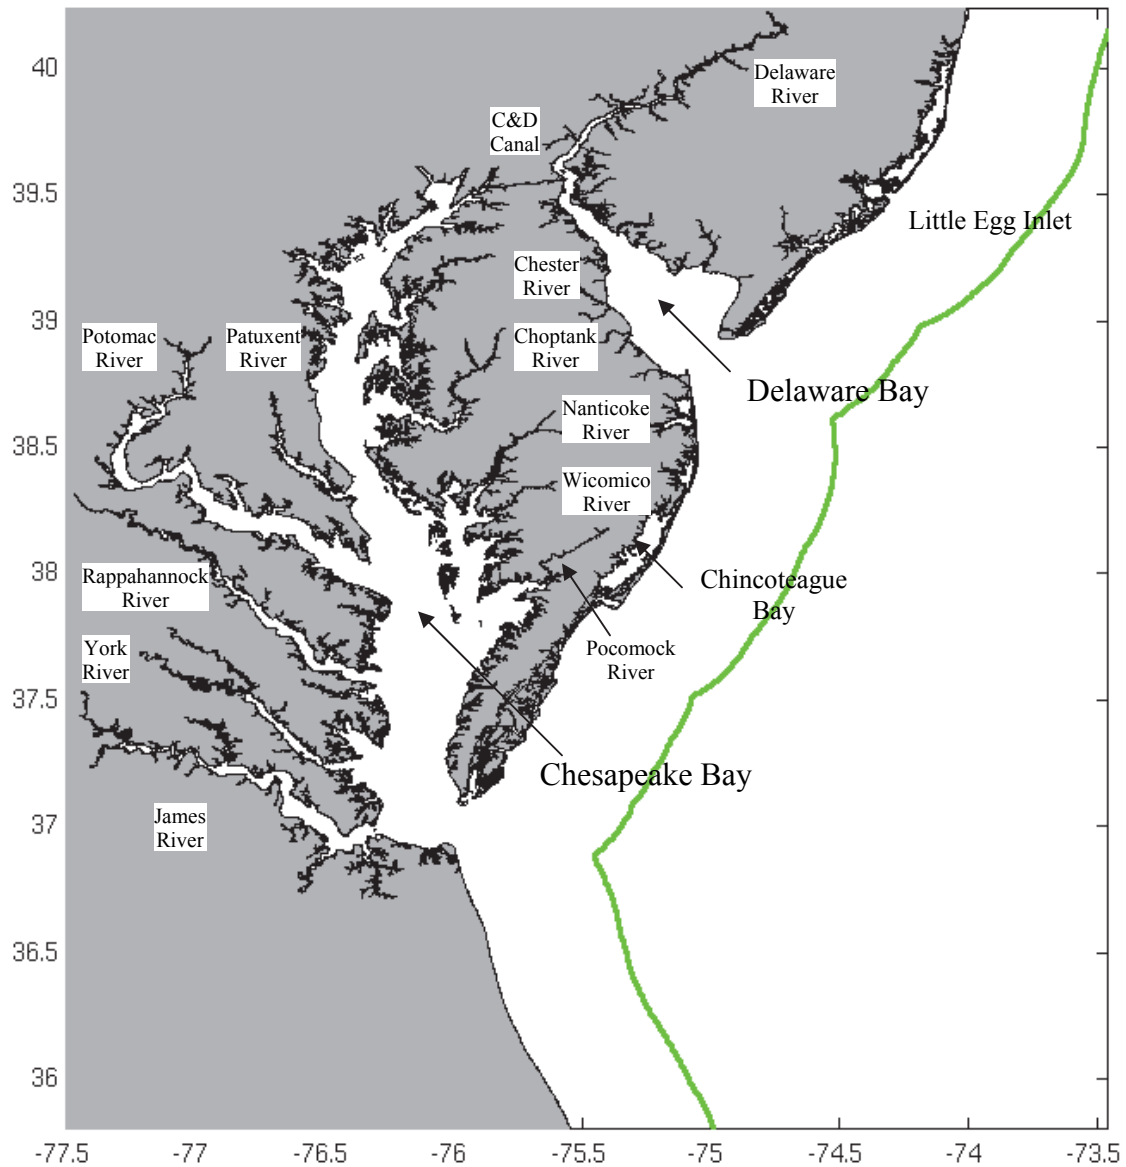 40
Delaware
River
C&D
Canal
39.5
Little Egg Inlet
Chester
River
39
Potomac
River
Patuxent
River
Choptank
River
Delaware Bay
Nanticoke
River
38.5
Wicomico
River
38
Rappahannock
River
Chincoteague
Bay
York
River
Pocomock
River
37.5
Chesapeake Bay
James
River
37
36.5
36
-77.5
-77
-76.5
-76
-75.5
-75
-74.5
-74
-73.5